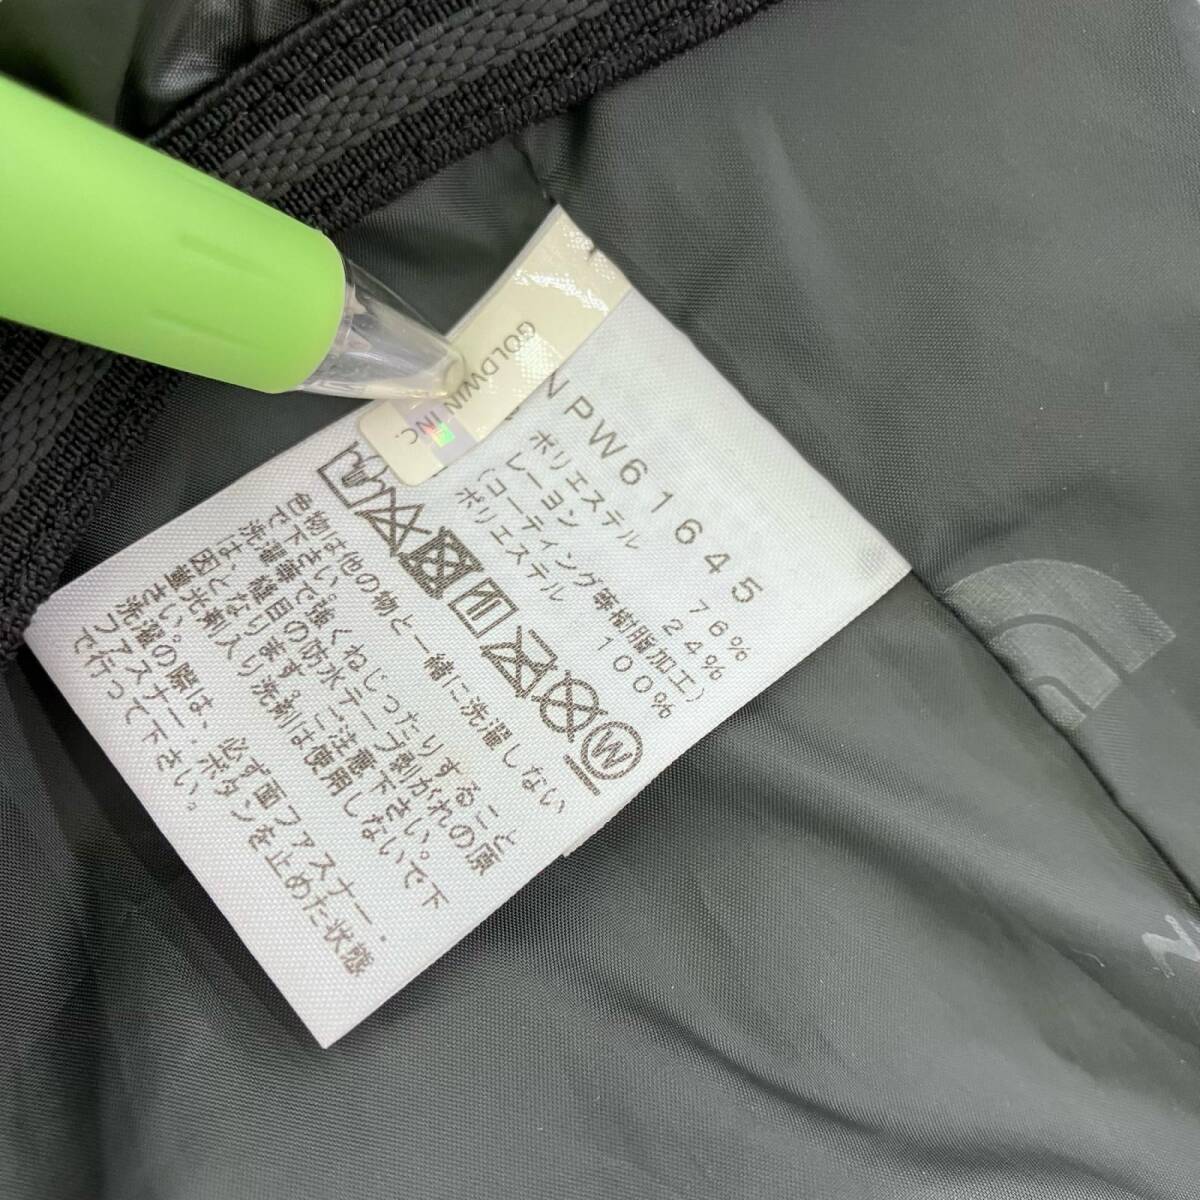 GOLDWIN INC.
NPW61645
ポリエステル 76%
レーヨン 24%
(コーティング等樹脂加工)
ポリエステル 100%
W
色物は他の物と一緒に洗濯しない
で下さい。強くねじったりすること
洗濯縫目の防水テープ剥がれの原
因となります。ご注意下さい。
は、蛍光剤入り洗剤は使用しないで下
さい。
洗濯の際は、必ず面ファスナー・
ファスナー・ボタンを止めた状態
で行って下さい。